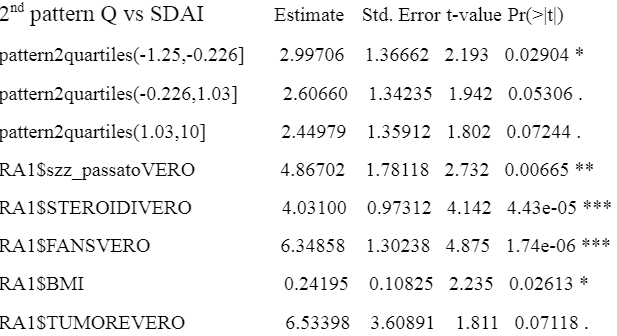 2nd pattern Q vs SDAI Estimate Std. Error t-value Pr(>|t|)
pattern2quartiles(-1.25,-0.226] 2.99706 1.36662 2.193 0.02904 *
pattern2quartiles(-0.226,1.03] 2.60660 1.34235 1.942 0.05306 .
pattern2quartiles(1.03,10] 2.44979 1.35912 1.802 0.07244 .
RA1$szz_passatoVERO 4.86702 1.78118 2.732 0.00665 **
RA1$STEROIDIVERO 4.03100 0.97312 4.142 4.43e-05 ***
RA1$FANSVERO 6.34858 1.30238 4.875 1.74e-06 ***
RA1$BMI 0.24195 0.10825 2.235 0.02613 *
RA1$TUMOREVERO 6.53398 3.60891 1.811 0.07118 .